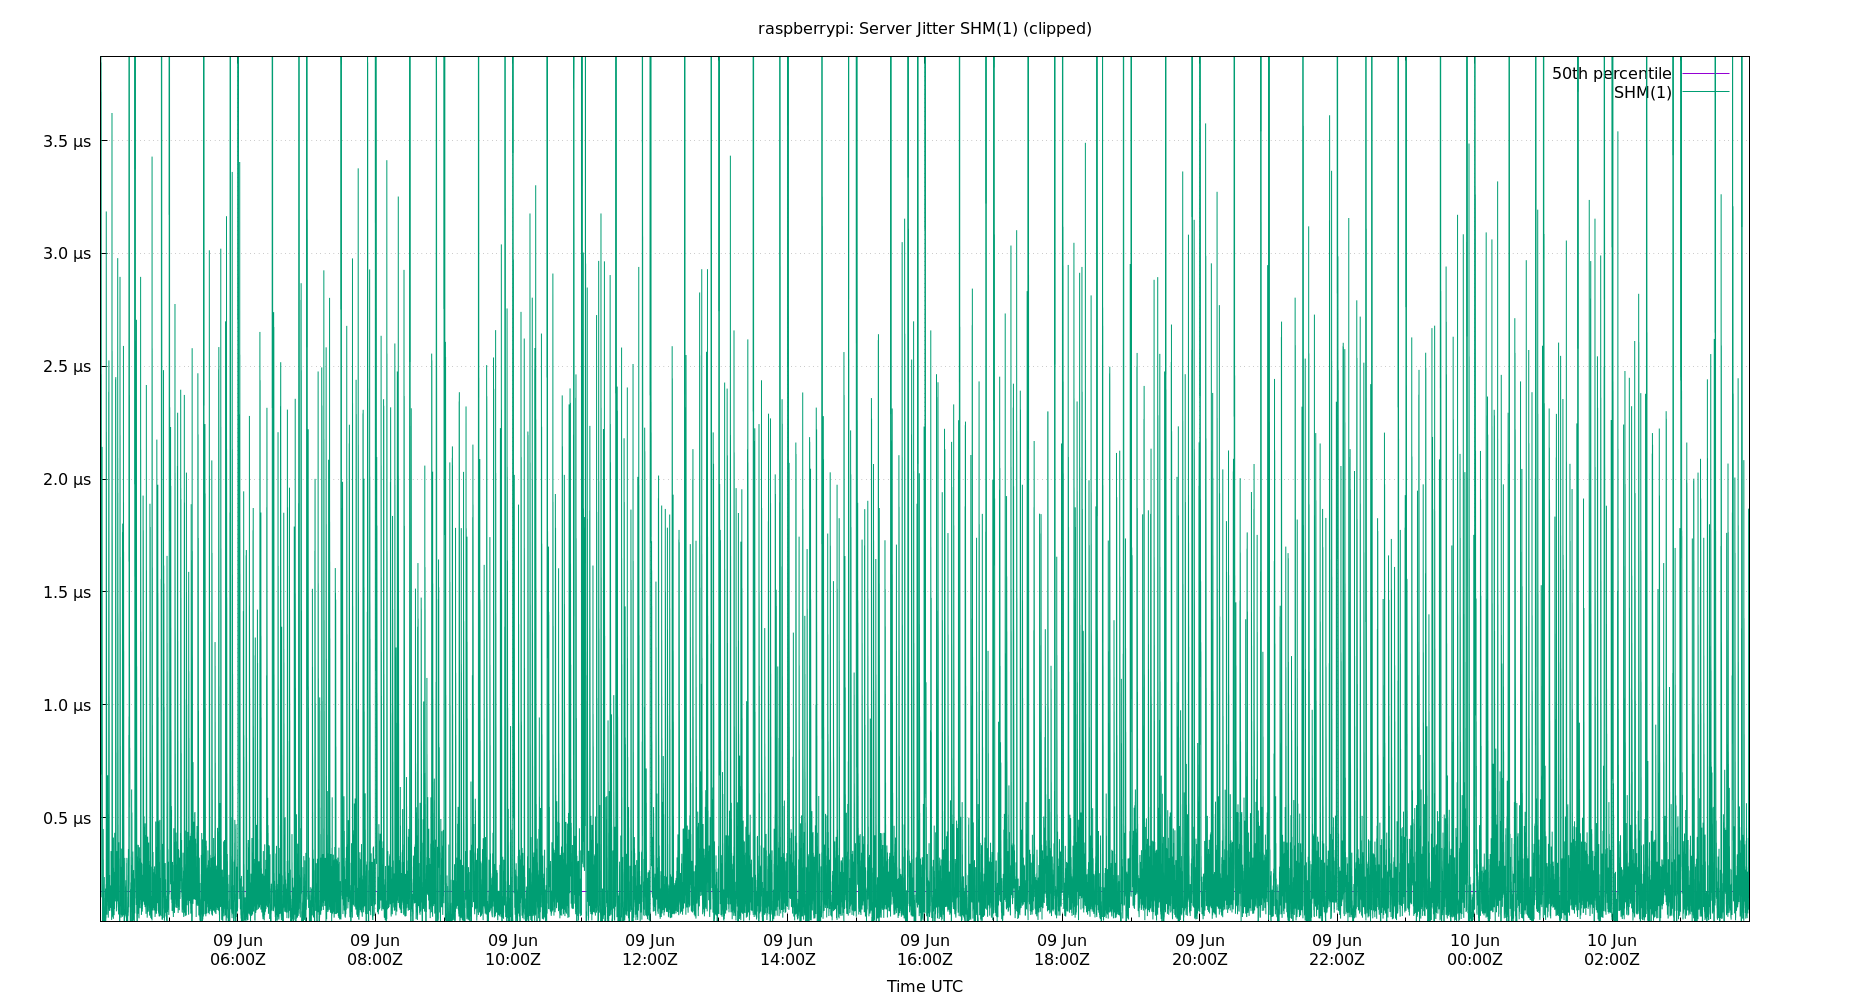 raspberrypi: Server Jitter SHM(1) (clipped)
50th percentile
SHM(1)
3.5 µs
3.0 µs
2.5 µs
2.0 µs
1.5 µs
1.0 µs
0.5 µs
09 Jun 09 Jun 09 Jun 09 Jun 09 Jun 09 Jun 09 Jun 09 Jun 09 Jun 10 Jun 10 Jun
06:00Z 08:00Z 10:00Z 12:00Z 14:00Z 16:00Z 18:00Z 20:00Z 22:00Z 00:00Z 02:00Z
Time UTC